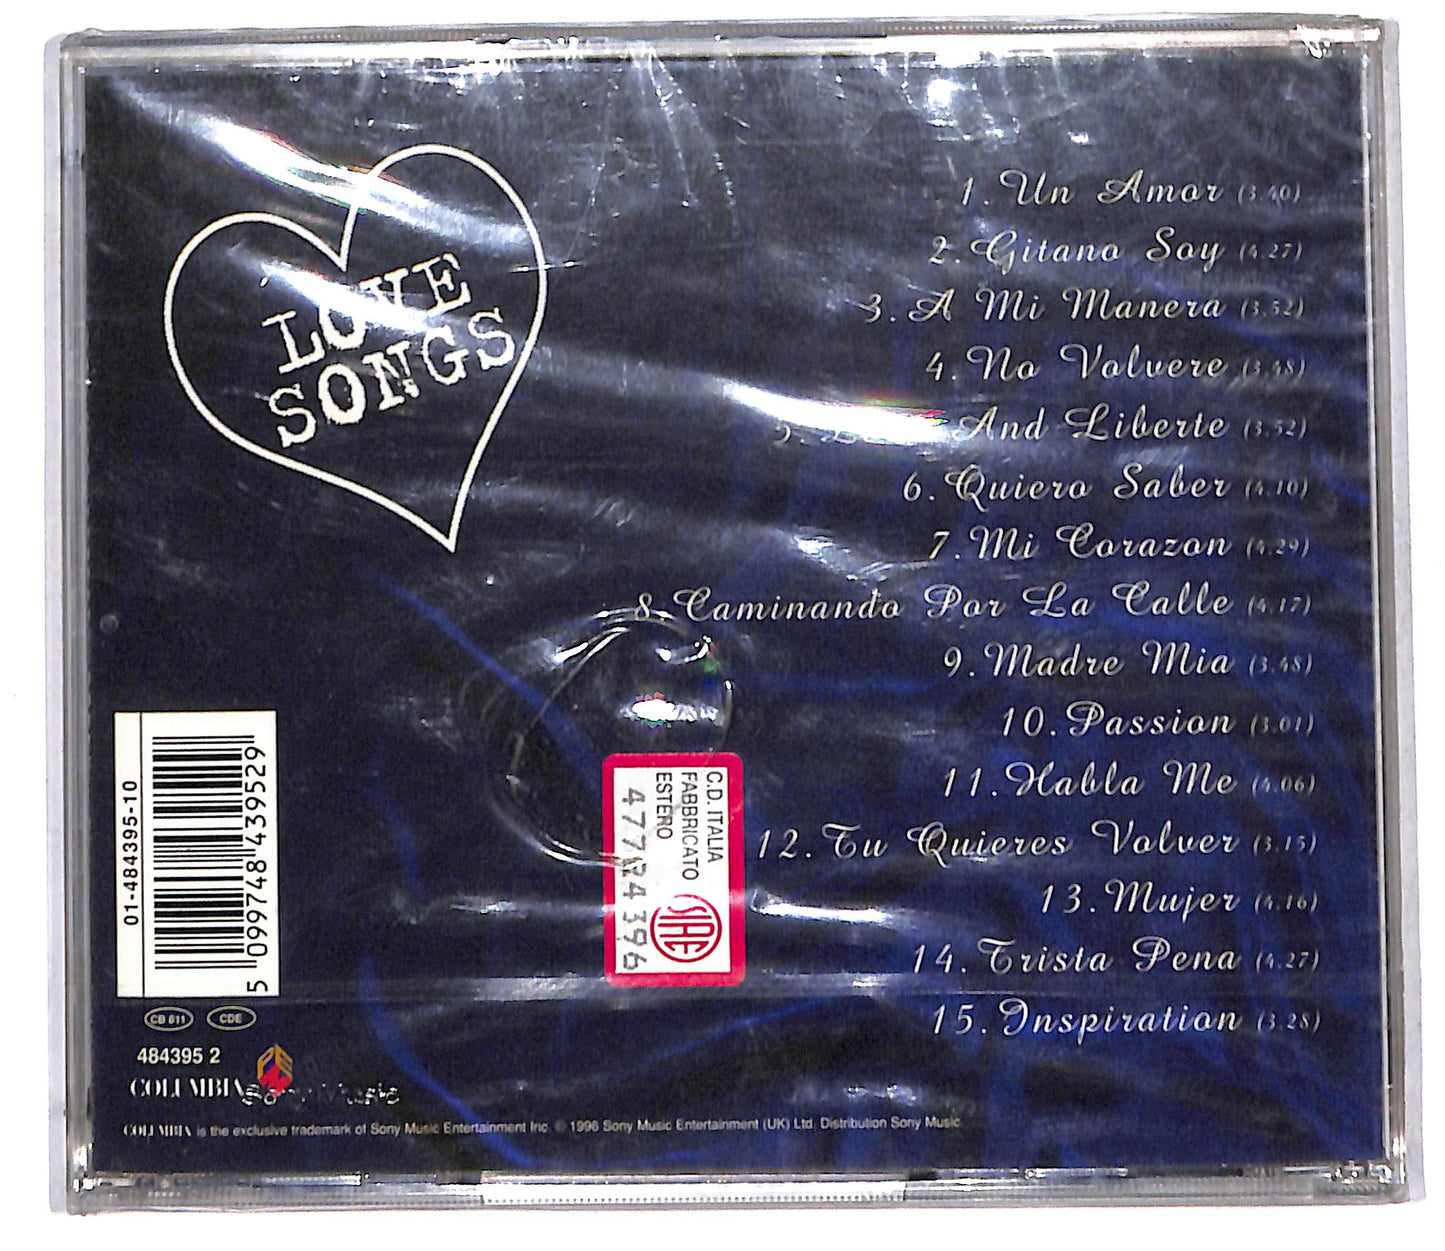 LOVE
SONGS
1. Un Amor (3.40)
2. Gitano Soy (4.27)
3. A Mi Manera (3.52)
4. No Volvere (3.48)
5. And Liberte (3.52)
6. Quiero Saber (4.10)
7. Mi Corazon (4.29)
8. Caminando Por La Calle (4.17)
9. Madre Mia (3.48)
10. Passion (3.01)
11. Habla Me (4.06)
12. Tu Quieres Volver (3.15)
13. Mujer (4.16)
14. Trista Pena (4.27)
15. Inspiration (3.28)
01-484395-10
5 099748 439529
C.D. ITALIA
FABBRICATO
ESTERO
SIAE
CB 811
CDE
484395 2
COLUMBIA
Sony Music
COLUMBIA is the exclusive trademark of Sony Music Entertainment Inc. © 1996 Sony Music Entertainment (UK) Ltd. Distribution Sony Music.